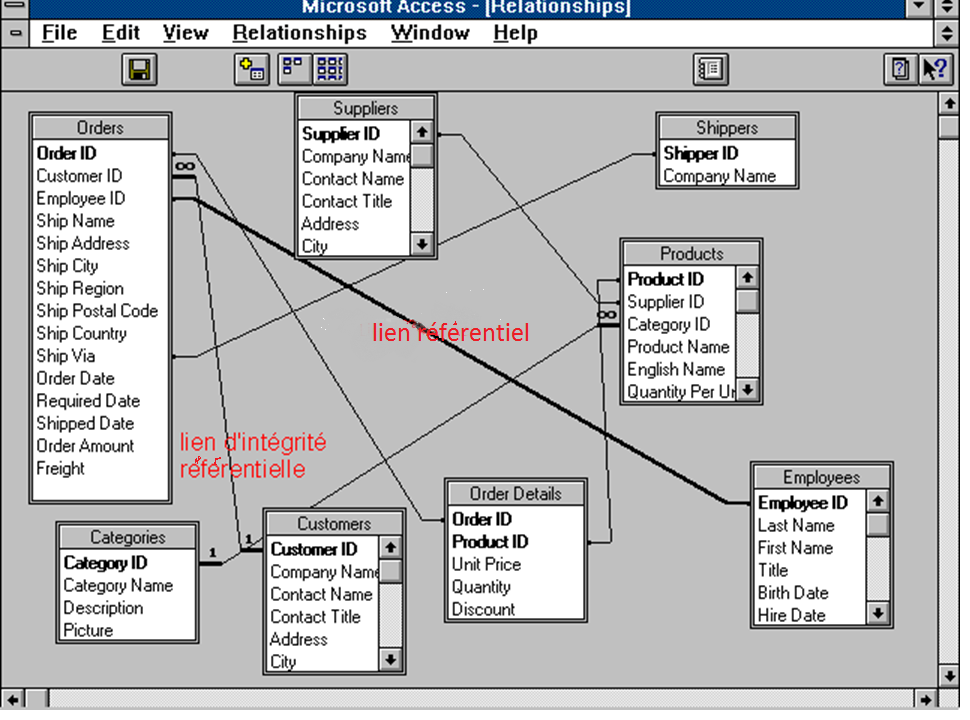 Microsoft Access - [Relationships]
File Edit View Relationships Window Help
Orders
Order ID
Customer ID
Employee ID
Ship Name
Ship Address
Ship City
Ship Region
Ship Postal Code
Ship Country
Ship Via
Order Date
Required Date
Shipped Date
Order Amount
Freight
∞
Suppliers
Supplier ID
Company Name
Contact Name
Contact Title
Address
City
Shippers
Shipper ID
Company Name
Products
Product ID
Supplier ID
Category ID
Product Name
English Name
Quantity Per Ur
∞
lien référentiel
lien d'intégrité
référentielle
Categories
Category ID
Category Name
Description
Picture
1
1
Customers
Customer ID
Company Name
Contact Name
Contact Title
Address
City
Order Details
Order ID
Product ID
Unit Price
Quantity
Discount
Employees
Employee ID
Last Name
First Name
Title
Birth Date
Hire Date